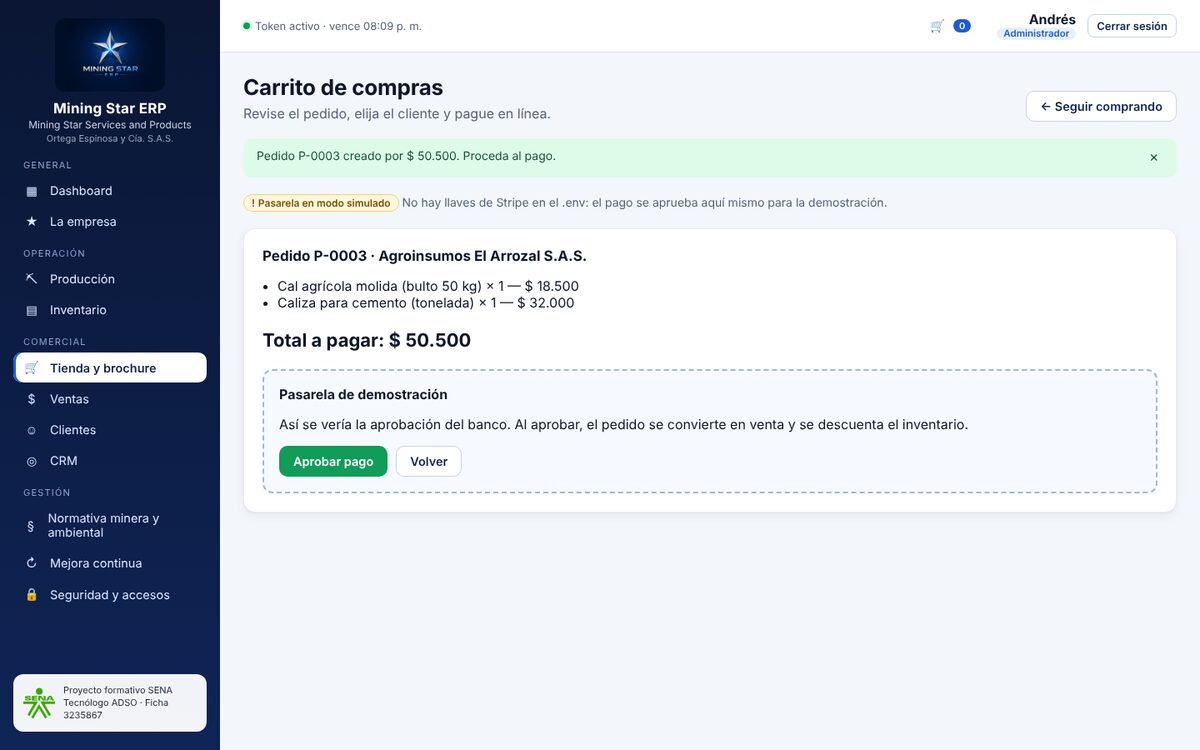 MINING STAR
ERP
Mining Star ERP
Mining Star Services and Products
Ortega Espinosa y Cía. S.A.S.
GENERAL
Dashboard
La empresa
OPERACIÓN
Producción
Inventario
COMERCIAL
Tienda y brochure
$ Ventas
Clientes
CRM
GESTIÓN
§ Normativa minera y
ambiental
Mejora continua
Seguridad y accesos
SENA
Proyecto formativo SENA
Tecnólogo ADSO · Ficha
3235867
Token activo · vence 08:09 p. m.
0
Andrés
Administrador
Cerrar sesión
Carrito de compras
Revise el pedido, elija el cliente y pague en línea.
← Seguir comprando
Pedido P-0003 creado por $ 50.500. Proceda al pago.
×
! Pasarela en modo simulado No hay llaves de Stripe en el .env: el pago se aprueba aquí mismo para la demostración.
Pedido P-0003 · Agroinsumos El Arrozal S.A.S.
• Cal agrícola molida (bulto 50 kg) × 1 — $ 18.500
• Caliza para cemento (tonelada) × 1 — $ 32.000
Total a pagar: $ 50.500
Pasarela de demostración
Así se vería la aprobación del banco. Al aprobar, el pedido se convierte en venta y se descuenta el inventario.
Aprobar pago
Volver